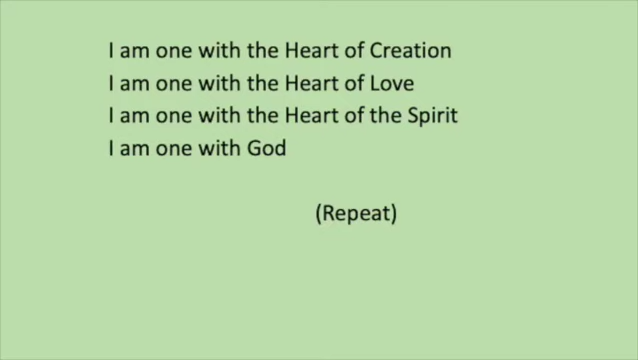 I am one with the Heart of Creation
I am one with the Heart of Love
I am one with the Heart of the Spirit
I am one with God
(Repeat)